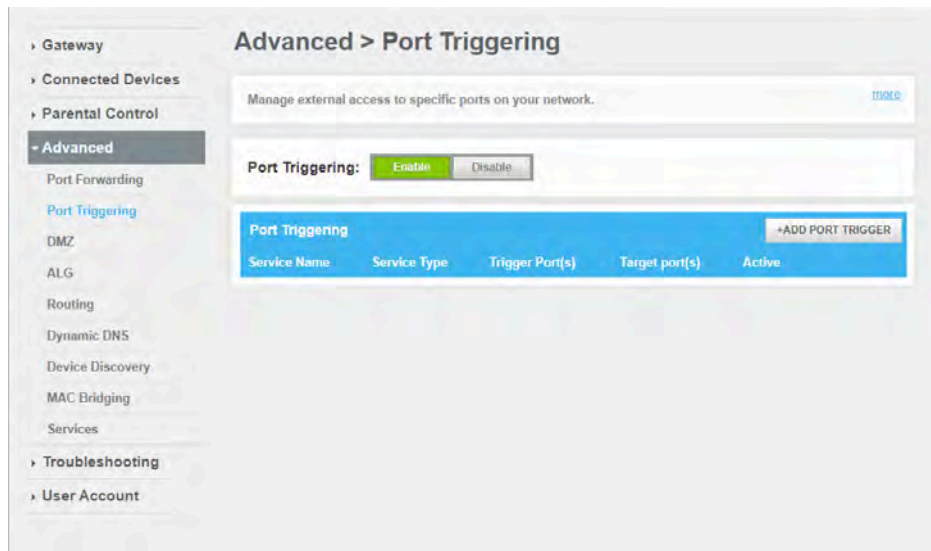 Gateway
Connected Devices
Parental Control
Advanced
Port Forwarding
Port Triggering
DMZ
ALG
Routing
Dynamic DNS
Device Discovery
MAC Bridging
Services
Troubleshooting
User Account
Advanced > Port Triggering
Manage external access to specific ports on your network. more
Port Triggering: Enable Disable
Port Triggering +ADD PORT TRIGGER
Service Name Service Type Trigger Port(s) Target port(s) Active